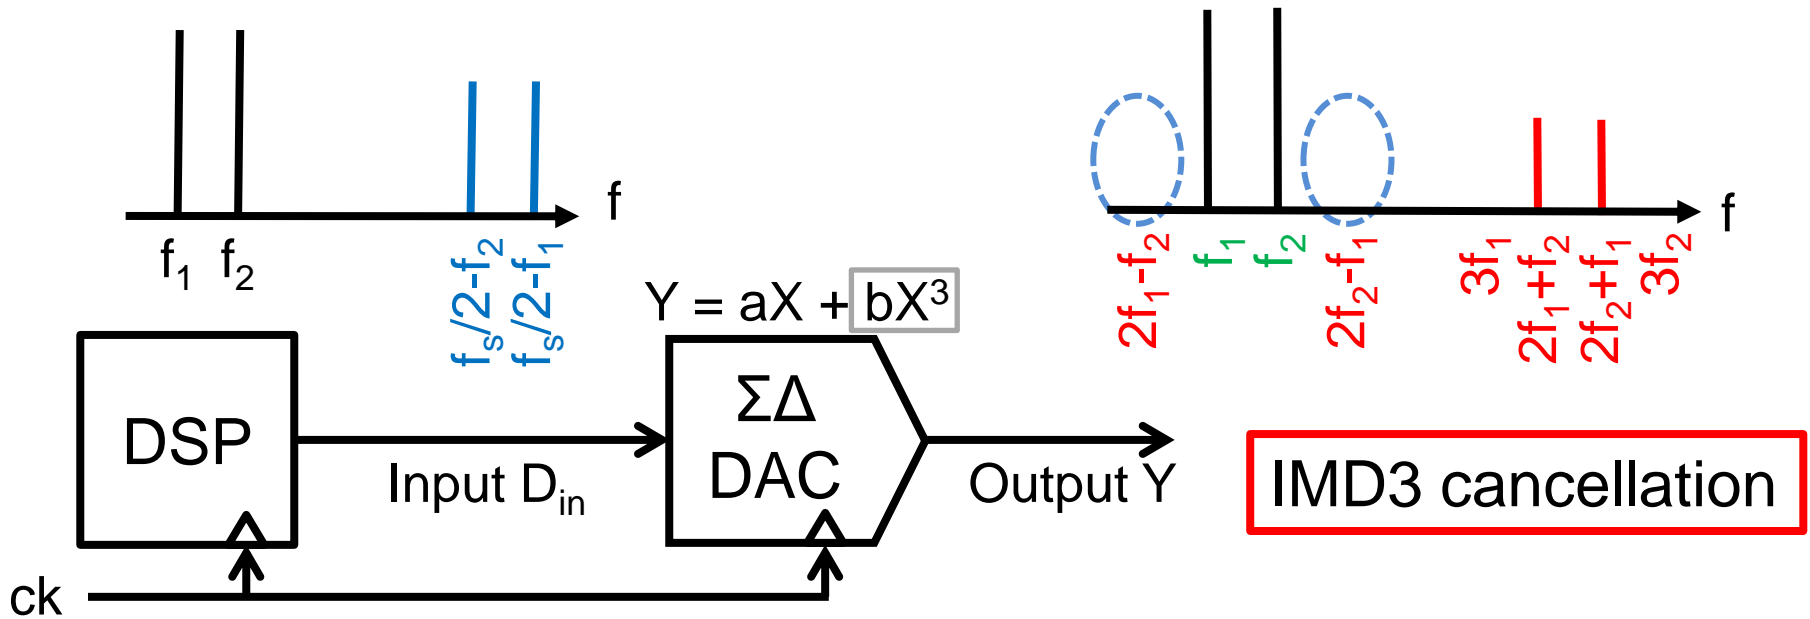 f
f₁ f₂
fₛ/2-f₂
fₛ/2-f₁
f
2f₁-f₂
f₁
f₂
2f₂-f₁
3f₁
2f₁+f₂
2f₂+f₁
3f₂
Y = aX + bX³
DSP
Input Dᵢₙ
ΣΔ
DAC
Output Y
IMD3 cancellation
ck